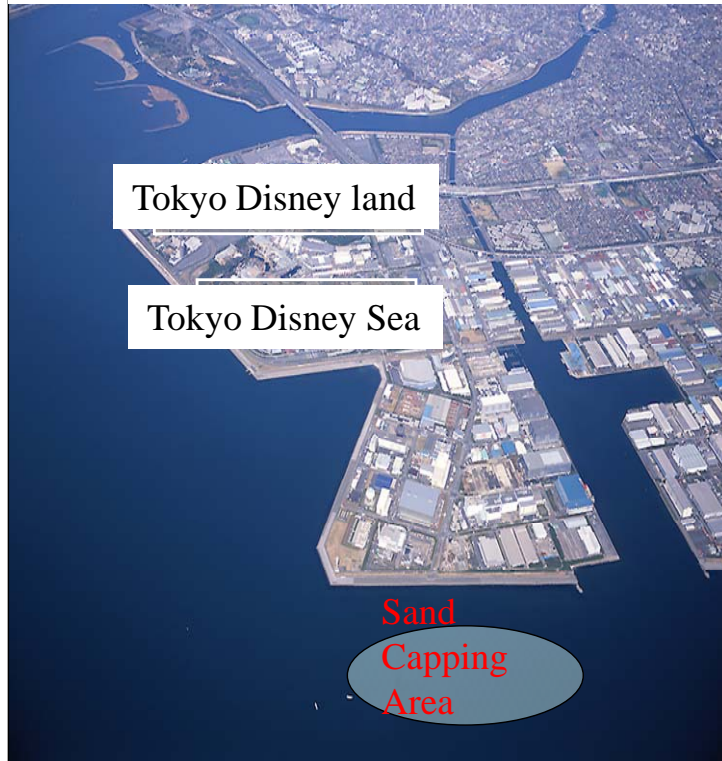 Tokyo Disney land
Tokyo Disney Sea
Sand
Capping
Area